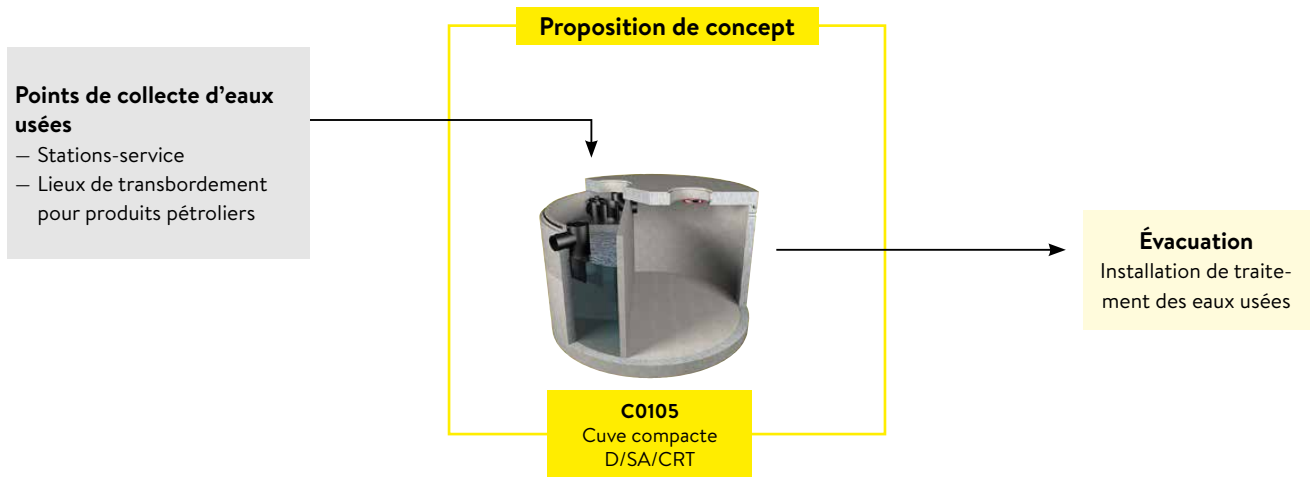 Proposition de concept
Points de collecte d’eaux
usées
— Stations-service
— Lieux de transbordement
pour produits pétroliers
Évacuation
Installation de traite-
ment des eaux usées
C0105
Cuve compacte
D/SA/CRT